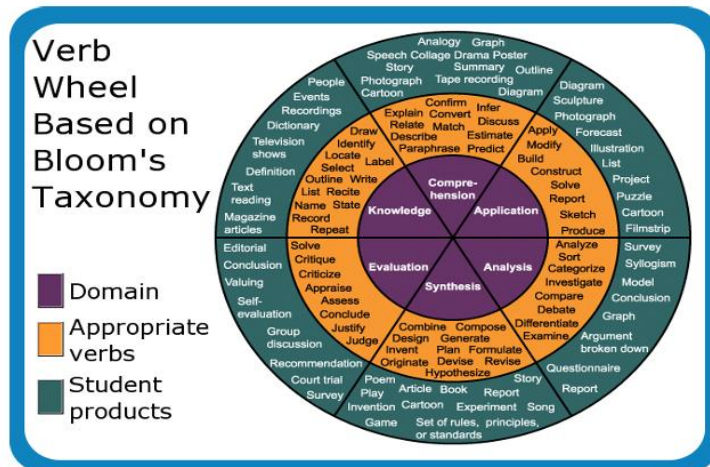 Verb
Wheel
Based on
Bloom's
Taxonomy
Domain
Appropriate
verbs
Student
products
Compre-
hension
Application
Analysis
Synthesis
Evaluation
Knowledge
Confirm
Infer
Explain
Convert
Discuss
Relate
Match
Describe
Estimate
Paraphrase
Predict
Analogy
Graph
Speech
Collage
Drama
Poster
Story
Summary
Outline
Photograph
Tape recording
Cartoon
Diagram
Apply
Modify
Build
Construct
Solve
Report
Sketch
Produce
Diagram
Sculpture
Photograph
Forecast
Illustration
List
Project
Puzzle
Cartoon
Filmstrip
Analyze
Sort
Categorize
Investigate
Compare
Debate
Differentiate
Examine
Survey
Syllogism
Model
Conclusion
Graph
Argument
broken down
Questionnaire
Report
Combine
Compose
Design
Generate
Invent
Plan
Formulate
Originate
Devise
Revise
Hypothesize
Poem
Article
Book
Story
Play
Report
Invention
Cartoon
Experiment
Song
Game
Set of rules, principles,
or standards
Solve
Critique
Criticize
Appraise
Assess
Conclude
Justify
Judge
Editorial
Conclusion
Valuing
Self-
evaluation
Group
discussion
Recommendation
Court trial
Survey
Draw
Identify
Locate
Select
Label
Outline
Write
List
Recite
Name
State
Record
Repeat
People
Events
Recordings
Dictionary
Television
shows
Definition
Text
reading
Magazine
articles